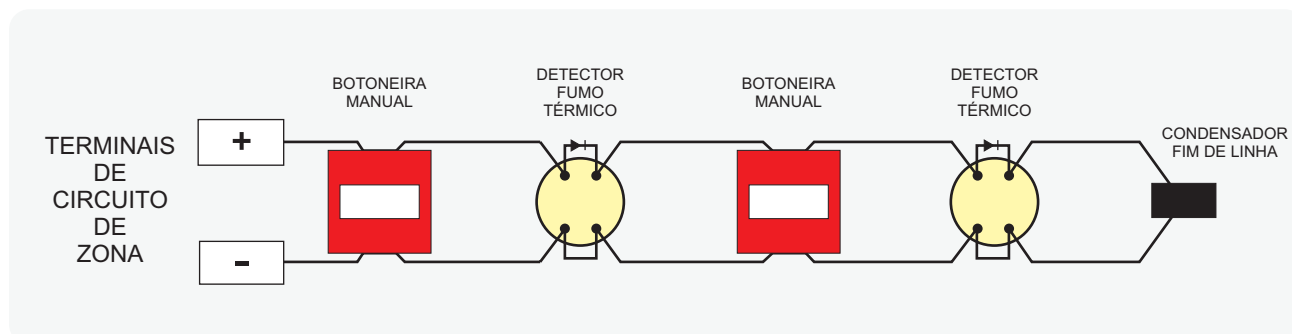 BOTONEIRA
MANUAL
DETECTOR
FUMO
TÉRMICO
BOTONEIRA
MANUAL
DETECTOR
FUMO
TÉRMICO
CONDENSADOR
FIM DE LINHA
TERMINAIS
DE
CIRCUITO
DE
ZONA
+
-